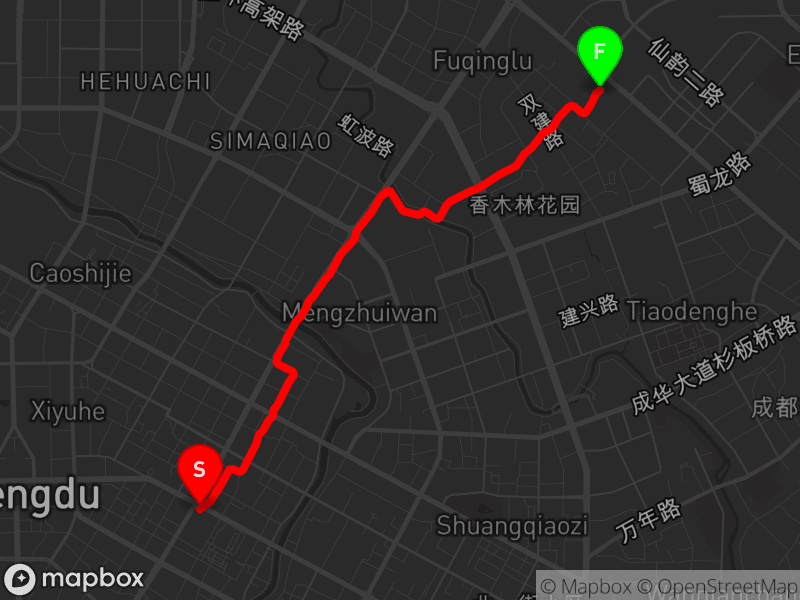 环高架路
F
仙韵二路
Fuqinglu
HEHUACHI
双建路
虹波路
SIMAQIAO
蜀龙路
香木林花园
Caoshijie
建兴路
Mengzhuiwan
Tiaodenghe
成华大道杉板桥路
Xiyuhe
成都
S
engdu
Shuangqiaozi
万年路
mapbox
© Mapbox © OpenStreetMap